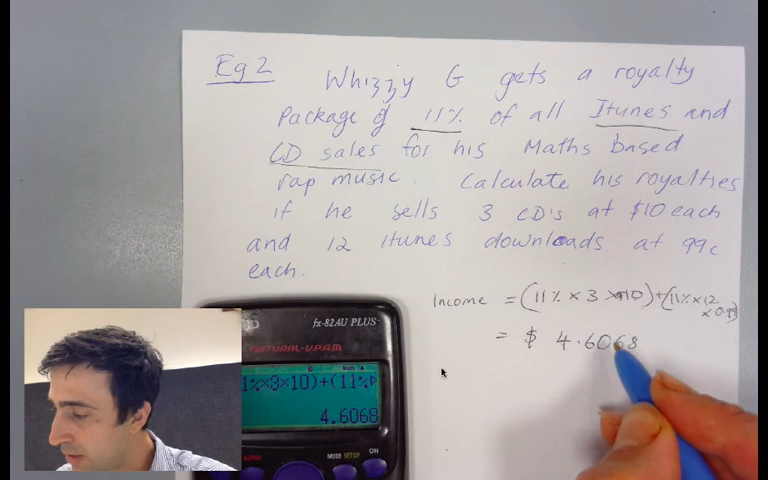 Eg 2 Whizzy G gets a royalty
Package of 11% of all Itunes and
CD sales for his Maths based
rap music. Calculate his royalties
if he sells 3 CD's at $10 each
and 12 itunes downloads at 99c
each.
Income = (11% × 3 × 10) + (11% × 12
× 0.99)
= $ 4.6068
fx-82AU PLUS
NATURAL-V.P.A.M.
Math
1%×3×10)+(11%
4.6068
ALPHA
MODE SETUP ON